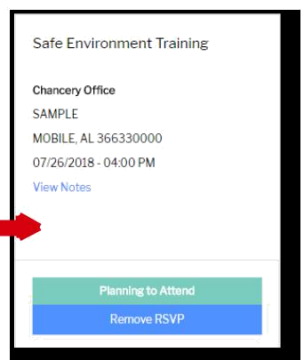 Safe Environment Training
Chancery Office
SAMPLE
MOBILE, AL 366330000
07/26/2018 - 04:00 PM
View Notes
Planning to Attend
Remove RSVP